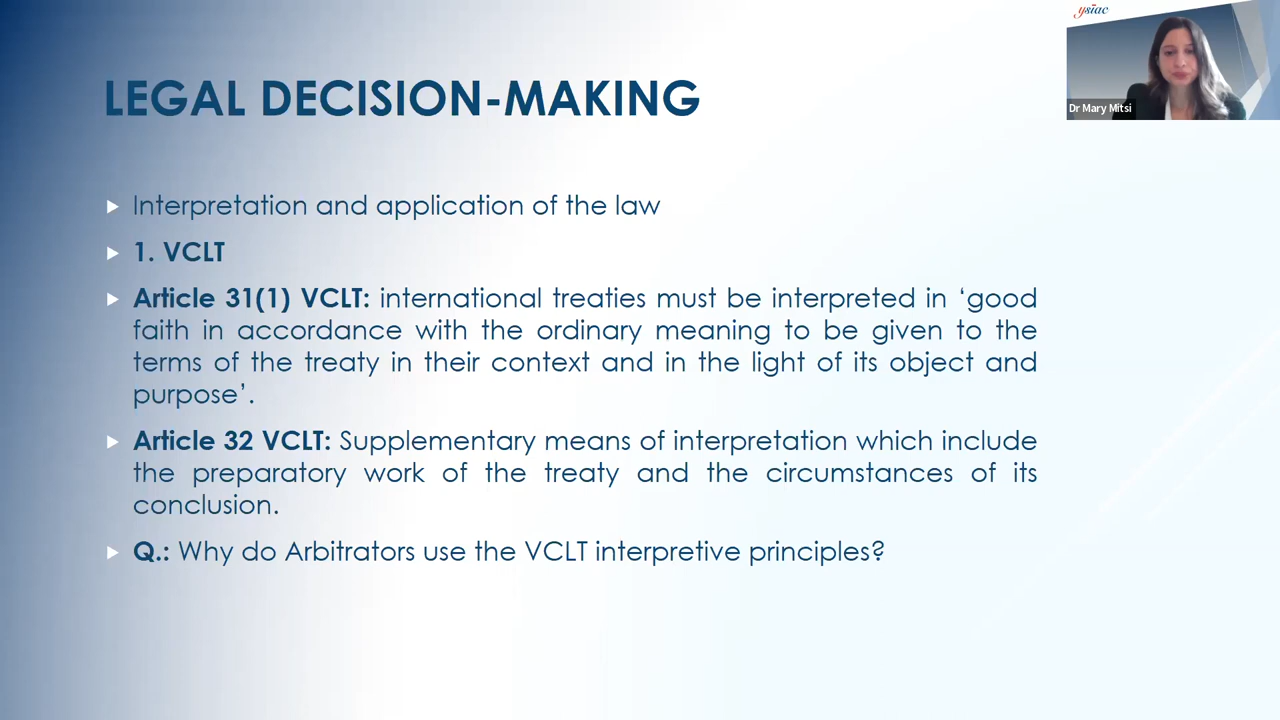 ysiac
Dr Mary Mitsi
LEGAL DECISION-MAKING
Interpretation and application of the law
1. VCLT
Article 31(1) VCLT: international treaties must be interpreted in ‘good
faith in accordance with the ordinary meaning to be given to the
terms of the treaty in their context and in the light of its object and
purpose’.
Article 32 VCLT: Supplementary means of interpretation which include
the preparatory work of the treaty and the circumstances of its
conclusion.
Q.: Why do Arbitrators use the VCLT interpretive principles?